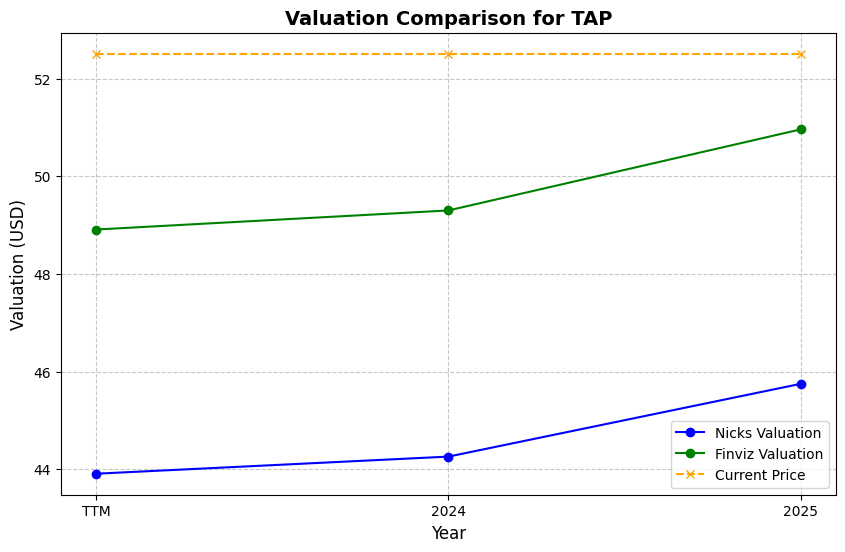 Valuation Comparison for TAP
Valuation (USD)
52
50
48
46
44
TTM
2024
2025
Year
Nicks Valuation
Finviz Valuation
Current Price